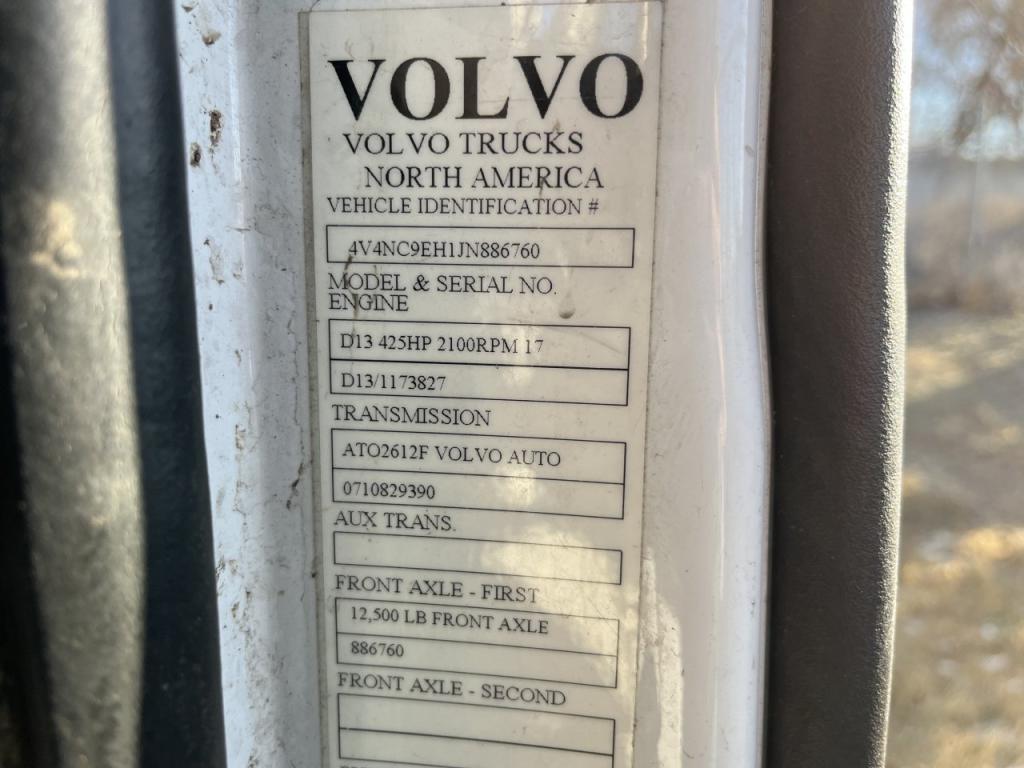 VOLVO
VOLVO TRUCKS
NORTH AMERICA
VEHICLE IDENTIFICATION #
4V4NC9EH1JN886760
MODEL & SERIAL NO.
ENGINE
D13 425HP 2100RPM 17
D13/1173827
TRANSMISSION
ATO2612F VOLVO AUTO
0710829390
AUX TRANS.
FRONT AXLE - FIRST
12,500 LB FRONT AXLE
886760
FRONT AXLE - SECOND